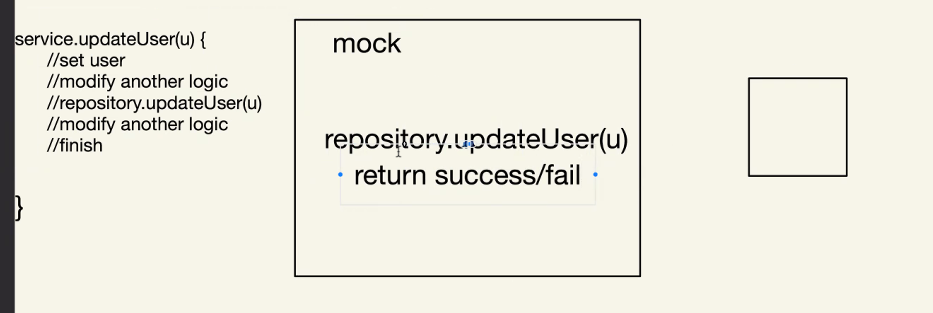 service.updateUser(u) {
//set user
//modify another logic
//repository.updateUser(u)
//modify another logic
//finish
}
mock
repository.updateUser(u)
return success/fail